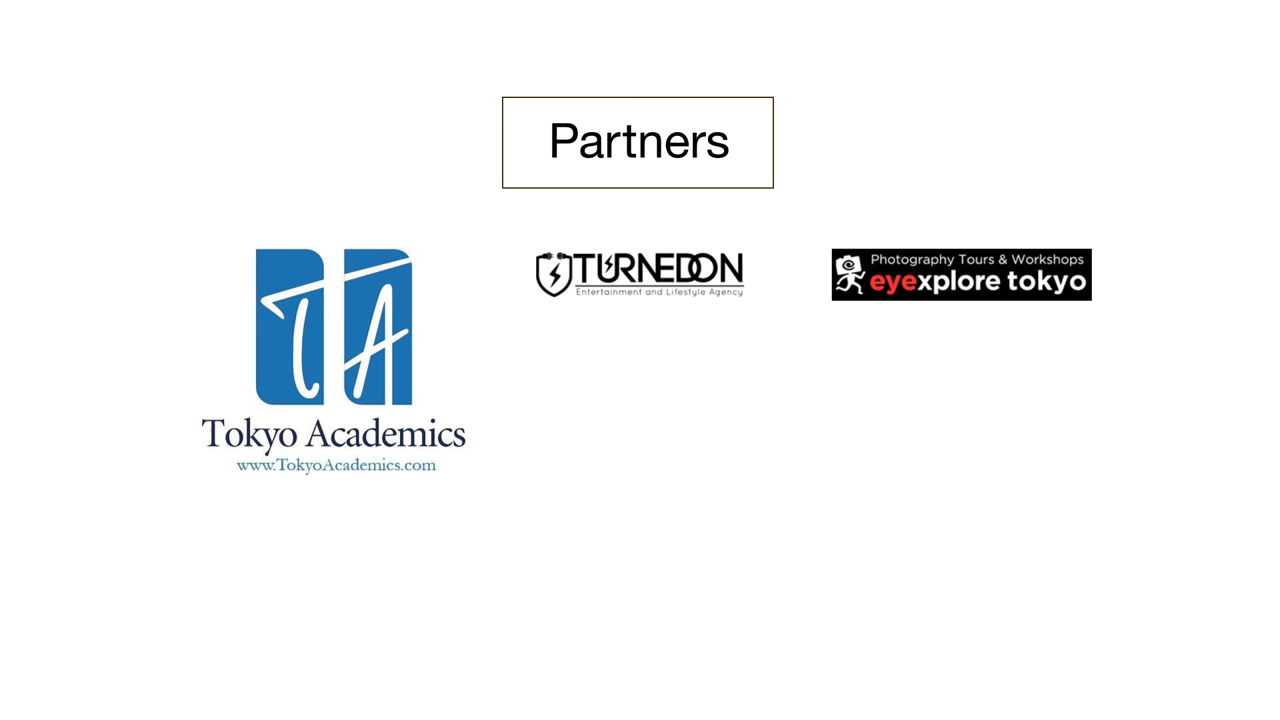 Partners
TA
Tokyo Academics
www.TokyoAcademics.com
TURNEDON
Entertainment and Lifestyle Agency
Photography Tours & Workshops
eyexplore tokyo